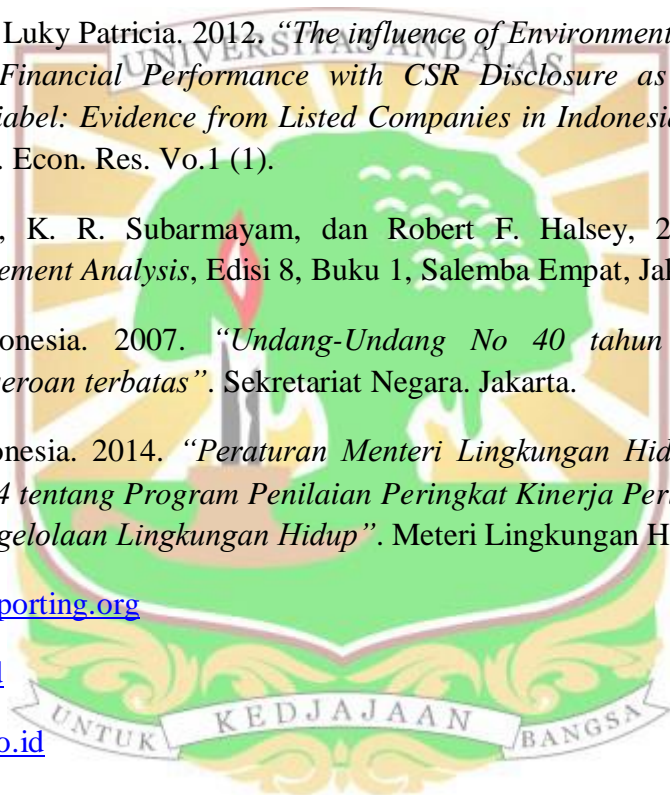 Luky Patricia. 2012. “The influence of Environment
UNIVERSITAS ANDALAS
Financial Performance with CSR Disclosure as
iabel: Evidence from Listed Companies in Indonesia
. Econ. Res. Vo.1 (1).
, K. R. Subarmayam, dan Robert F. Halsey, 2
ement Analysis, Edisi 8, Buku 1, Salemba Empat, Jak
onesia. 2007. “Undang-Undang No 40 tahun
eroan terbatas”. Sekretariat Negara. Jakarta.
onesia. 2014. “Peraturan Menteri Lingkungan Hid
4 tentang Program Penilaian Peringkat Kinerja Per
gelolaan Lingkungan Hidup”. Meteri Lingkungan H
porting.org
UNTUK KEDJAJAAN BANGSA
o.id